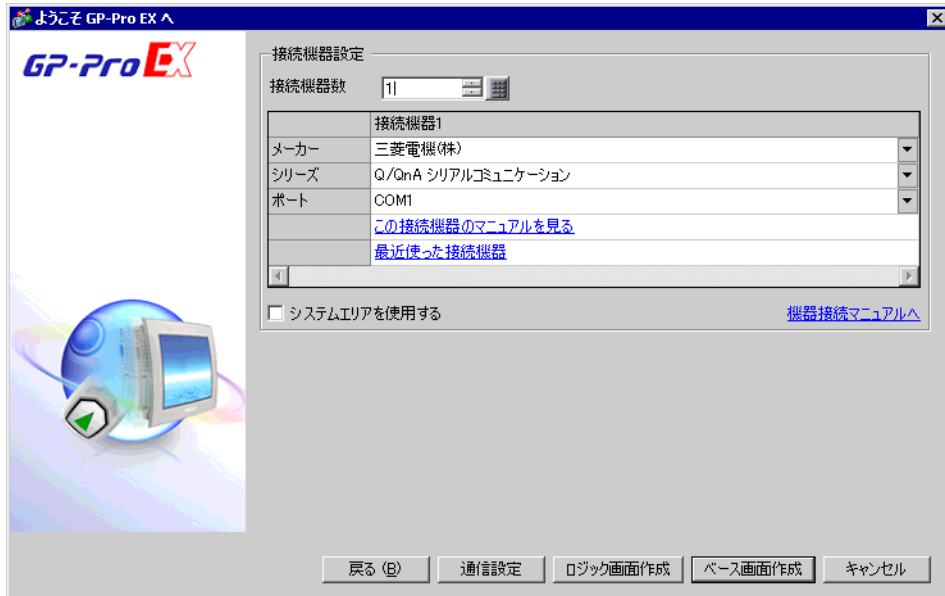 ようこそ GP-Pro EX へ
GP-Pro EX
接続機器設定
接続機器数 1
接続機器1
メーカー 三菱電機(株)
シリーズ Q/QnA シリアルコミュニケーション
ポート COM1
この接続機器のマニュアルを見る
最近使った接続機器
システムエリアを使用する 機器接続マニュアルへ
戻る (B) 通信設定 ロジック画面作成 ベース画面作成 キャンセル